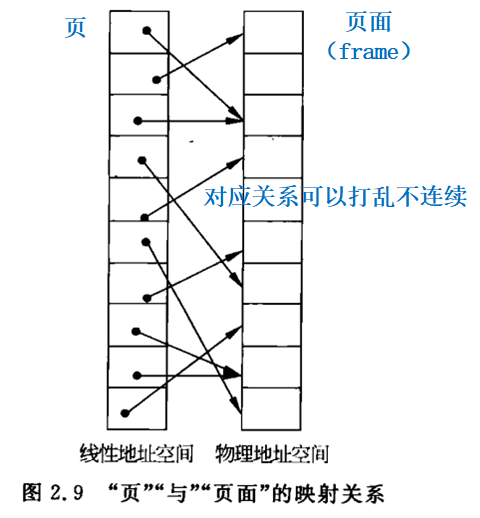 页
页面
（frame）
对应关系可以打乱不连续
线性地址空间 物理地址空间
图 2.9 “页”“与”“页面”的映射关系